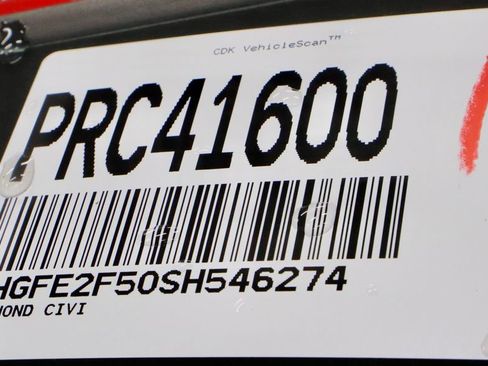 CDK VehicleScan™
PRC41600
HGFE2F50SH546274
HOND CIVI